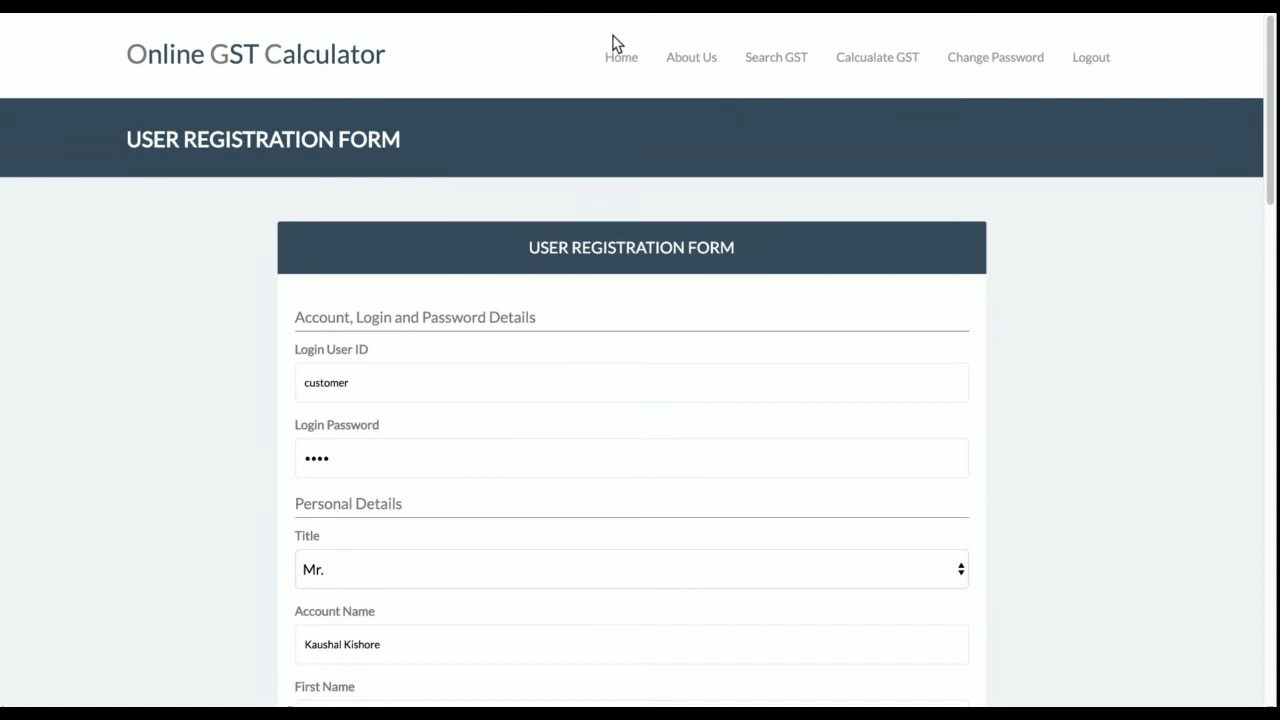 Online GST Calculator
Home About Us Search GST Calcualate GST Change Password Logout
USER REGISTRATION FORM
USER REGISTRATION FORM
Account, Login and Password Details
Login User ID
customer
Login Password
••••
Personal Details
Title
Mr.
Account Name
Kaushal Kishore
First Name